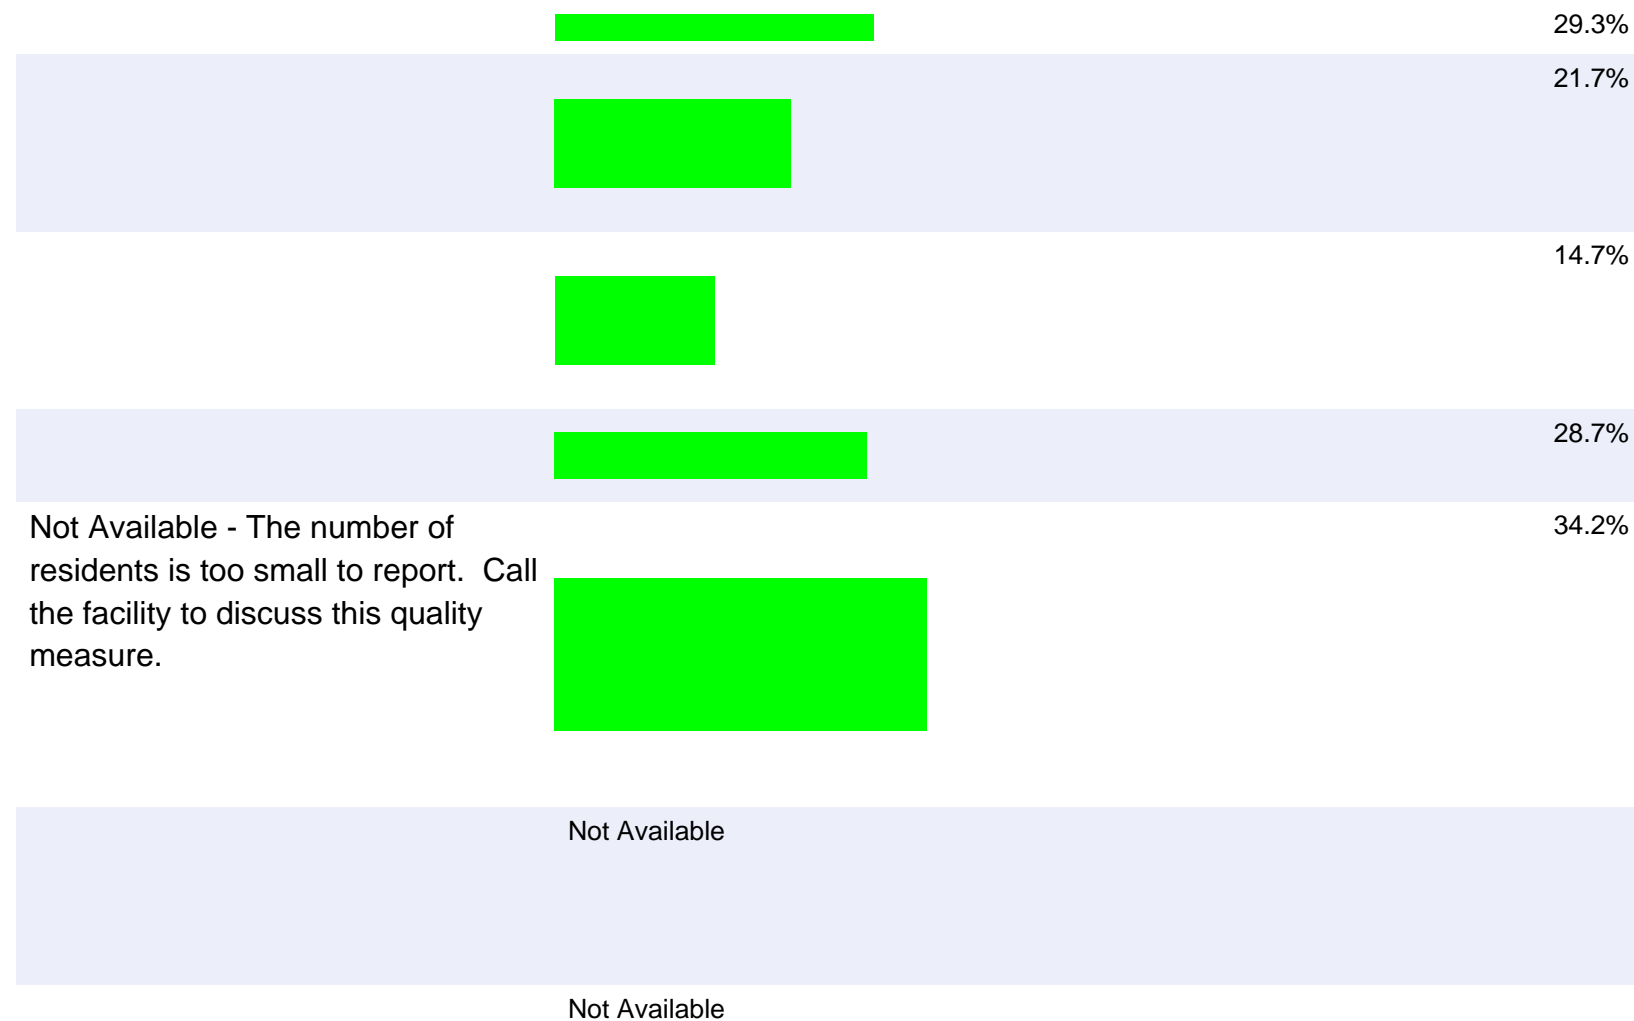 29.3%
21.7%
14.7%
28.7%
Not Available - The number of
residents is too small to report.  Call
the facility to discuss this quality
measure.
34.2%
Not Available
Not Available